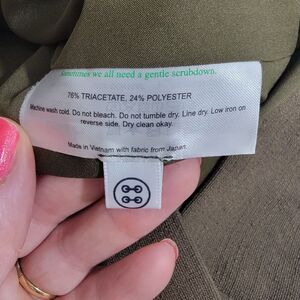 Sometimes we all need a gentle scrubdown.
76% TRIACETATE, 24% POLYESTER
Machine wash cold. Do not bleach. Do not tumble dry. Line dry. Low iron on
reverse side. Dry clean okay.
Made in Vietnam with fabric from Japan.